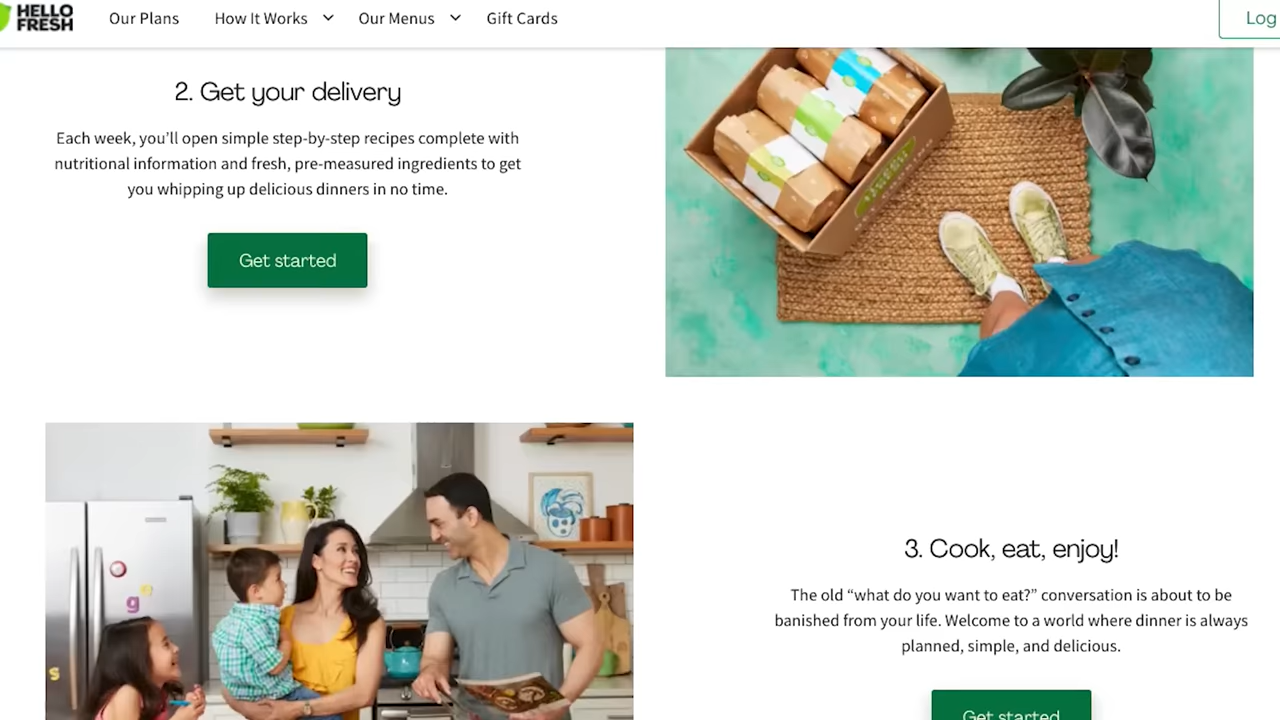 HELLO
FRESH
Our Plans
How It Works
Our Menus
Gift Cards
Log
2. Get your delivery
Each week, you’ll open simple step-by-step recipes complete with
nutritional information and fresh, pre-measured ingredients to get
you whipping up delicious dinners in no time.
Get started
3. Cook, eat, enjoy!
The old “what do you want to eat?” conversation is about to be
banished from your life. Welcome to a world where dinner is always
planned, simple, and delicious.
Get started